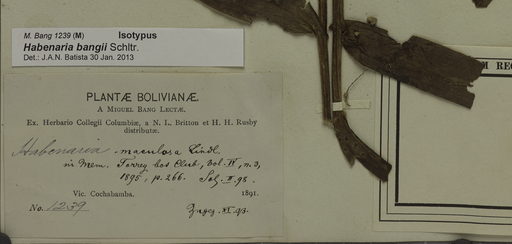 M. Bang 1239 (M) Isotypus
Habenaria bangii Schltr.
Det.: J.A.N. Batista 30 Jan. 2013
PLANTÆ BOLIVIANÆ.
A MIGUEL BANG LECTÆ.
Ex. Herbario Collegii Columbiæ, a N. L. Britton et H. H. Rusby
distributæ.
Habenaria maculosa Lindl.
in Mem. Torrey bot Club, Vol. IV, n. 3,
1895, p. 266.
Vic. Cochabamba. 1891.
No. 1239
M REG